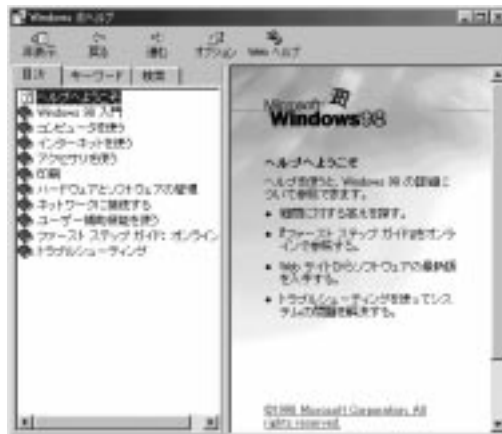 Windows のヘルプ
非表示 戻る 進む オプション Web ヘルプ
目次 キーワード 検索
ヘルプへようこそ
Windows 98 入門
コンピュータを使う
インターネットを使う
アクセサリを使う
印刷
ハードウェアとソフトウェアの管理
ネットワークに接続する
ユーザー補助機能を使う
ファースト ステップ ガイド: オンライン
トラブルシューティング
Microsoft
Windows98
ヘルプへようこそ
ヘルプを使うと、Windows 98 の詳細に
ついて参照できます。
• 疑問に対する答えを探す。
• 『ファースト ステップ ガイド』をオンラ
インで参照する。
• Web サイトからソフトウェアの最新版
を入手する。
• トラブルシューティングを使ってシス
テムの問題を解決する。
©1998 Microsoft Corporation. All
rights reserved.